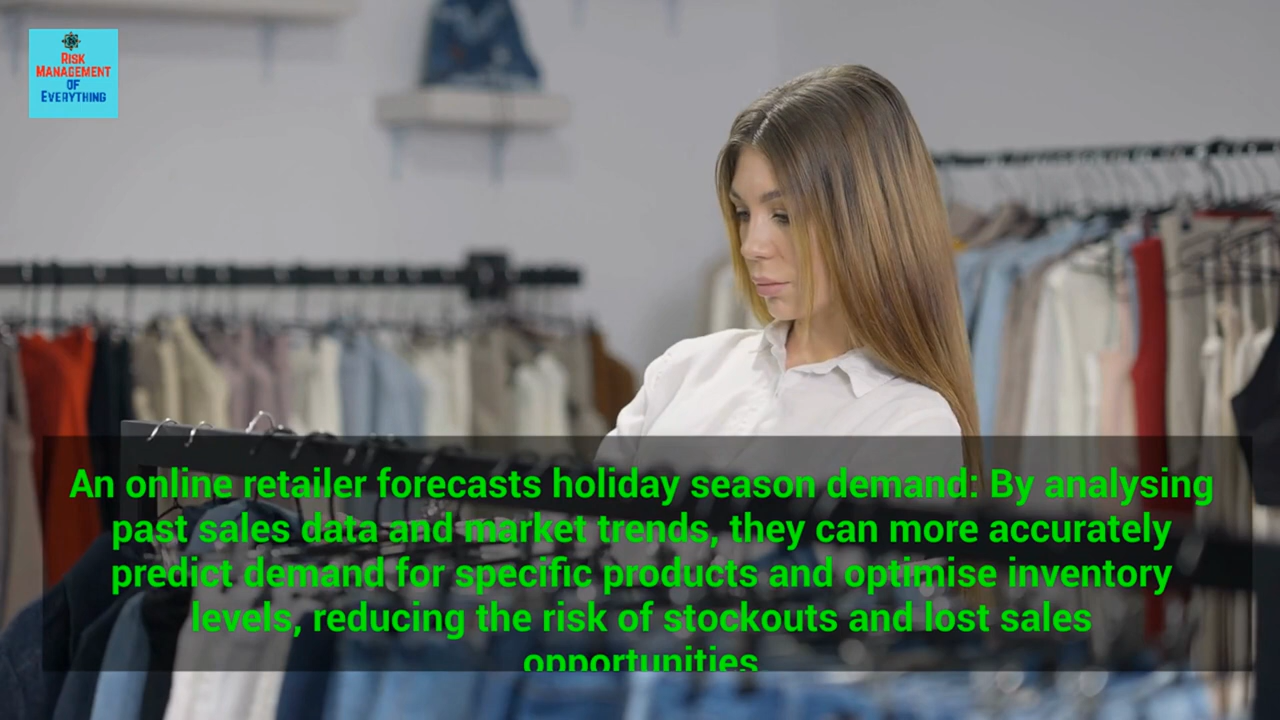 RISK
MANAGEMENT
OF
EVERYTHING
An online retailer forecasts holiday season demand: By analysing
past sales data and market trends, they can more accurately
predict demand for specific products and optimise inventory
levels, reducing the risk of stockouts and lost sales
opportunities